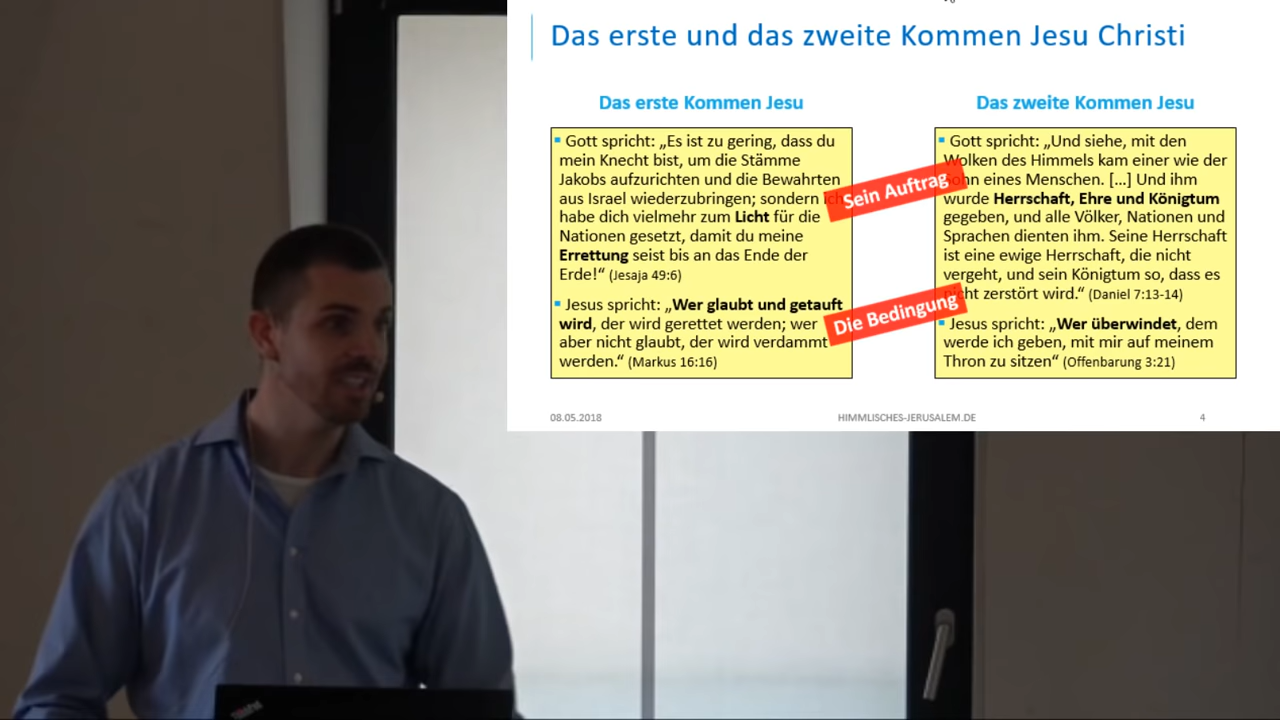 Das erste und das zweite Kommen Jesu Christi
Das erste Kommen Jesu
Gott spricht: „Es ist zu gering, dass du
mein Knecht bist, um die Stämme
Jakobs aufzurichten und die Bewahrten
aus Israel wiederzubringen; sondern ich
habe dich vielmehr zum Licht für die
Nationen gesetzt, damit du meine
Errettung seist bis an das Ende der
Erde!“ (Jesaja 49:6)
Jesus spricht: „Wer glaubt und getauft
wird, der wird gerettet werden; wer
aber nicht glaubt, der wird verdammt
werden.“ (Markus 16:16)
Sein Auftrag
Die Bedingung
Das zweite Kommen Jesu
Gott spricht: „Und siehe, mit den
Wolken des Himmels kam einer wie der
Sohn eines Menschen. [...] Und ihm
wurde Herrschaft, Ehre und Königtum
gegeben, und alle Völker, Nationen und
Sprachen dienten ihm. Seine Herrschaft
ist eine ewige Herrschaft, die nicht
vergeht, und sein Königtum so, dass es
nicht zerstört wird.“ (Daniel 7:13-14)
Jesus spricht: „Wer überwindet, dem
werde ich geben, mit mir auf meinem
Thron zu sitzen“ (Offenbarung 3:21)
08.05.2018
HIMMLISCHES-JERUSALEM.DE
4
ThinkPad